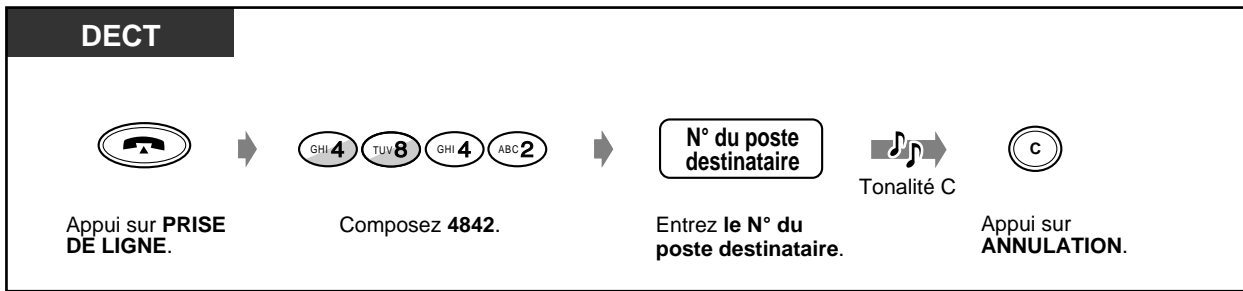 DECT
GHI 4 TUV 8 GHI 4 ABC 2
N° du poste
destinataire
C
Tonalité C
Appui sur PRISE
DE LIGNE.
Composez 4842.
Entrez le N° du
poste destinataire.
Appui sur
ANNULATION.